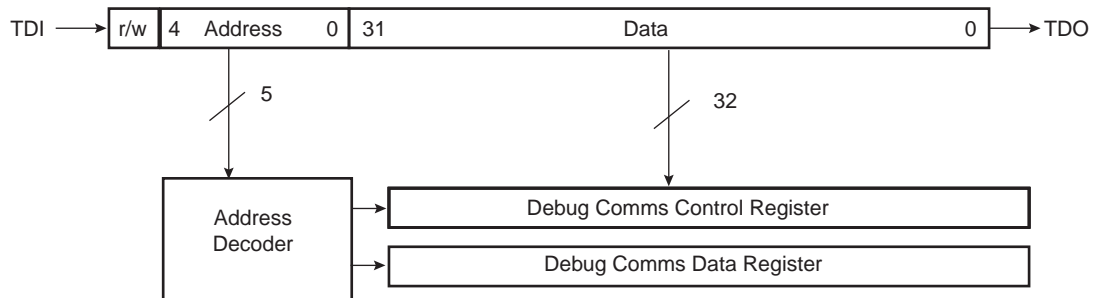 TDI r/w 4 Address 0 31 Data 0 TDO
5 32
Address
Decoder
Debug Comms Control Register
Debug Comms Data Register